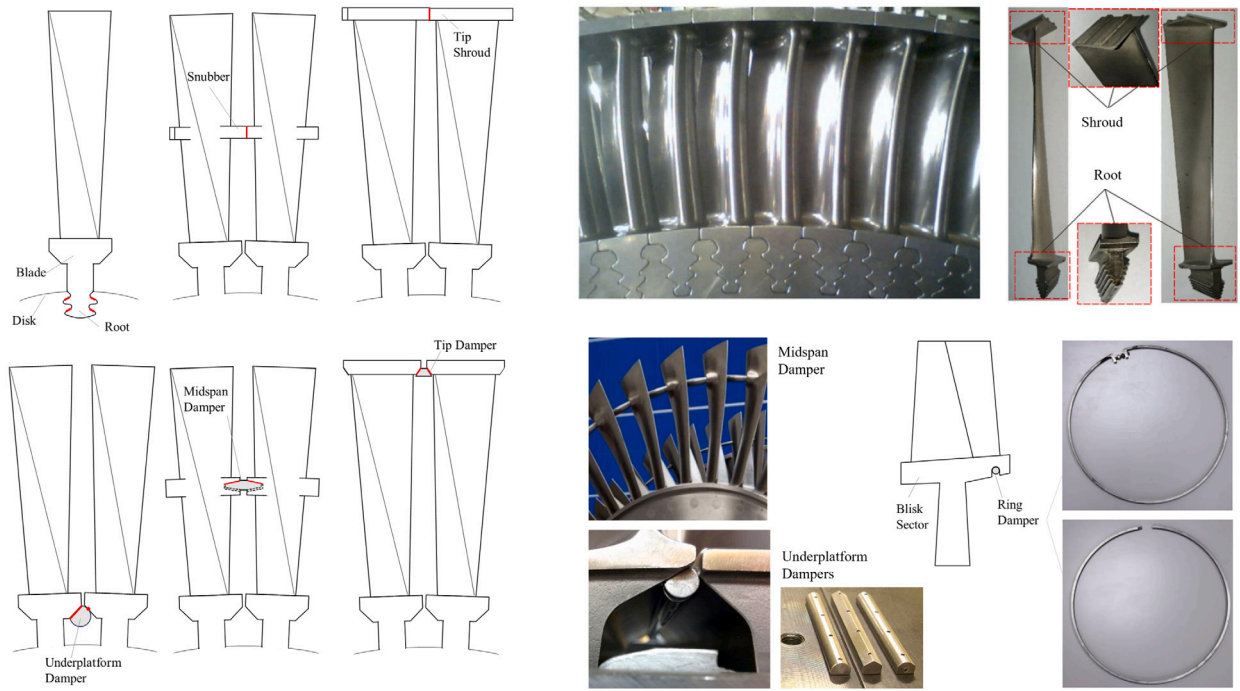 Tip
Shroud
Snubber
Blade
Disk
Root
Shroud
Root
Tip Damper
Midspan
Damper
Underplatform
Damper
Midspan
Damper
Underplatform
Dampers
Blisk
Sector
Ring
Damper